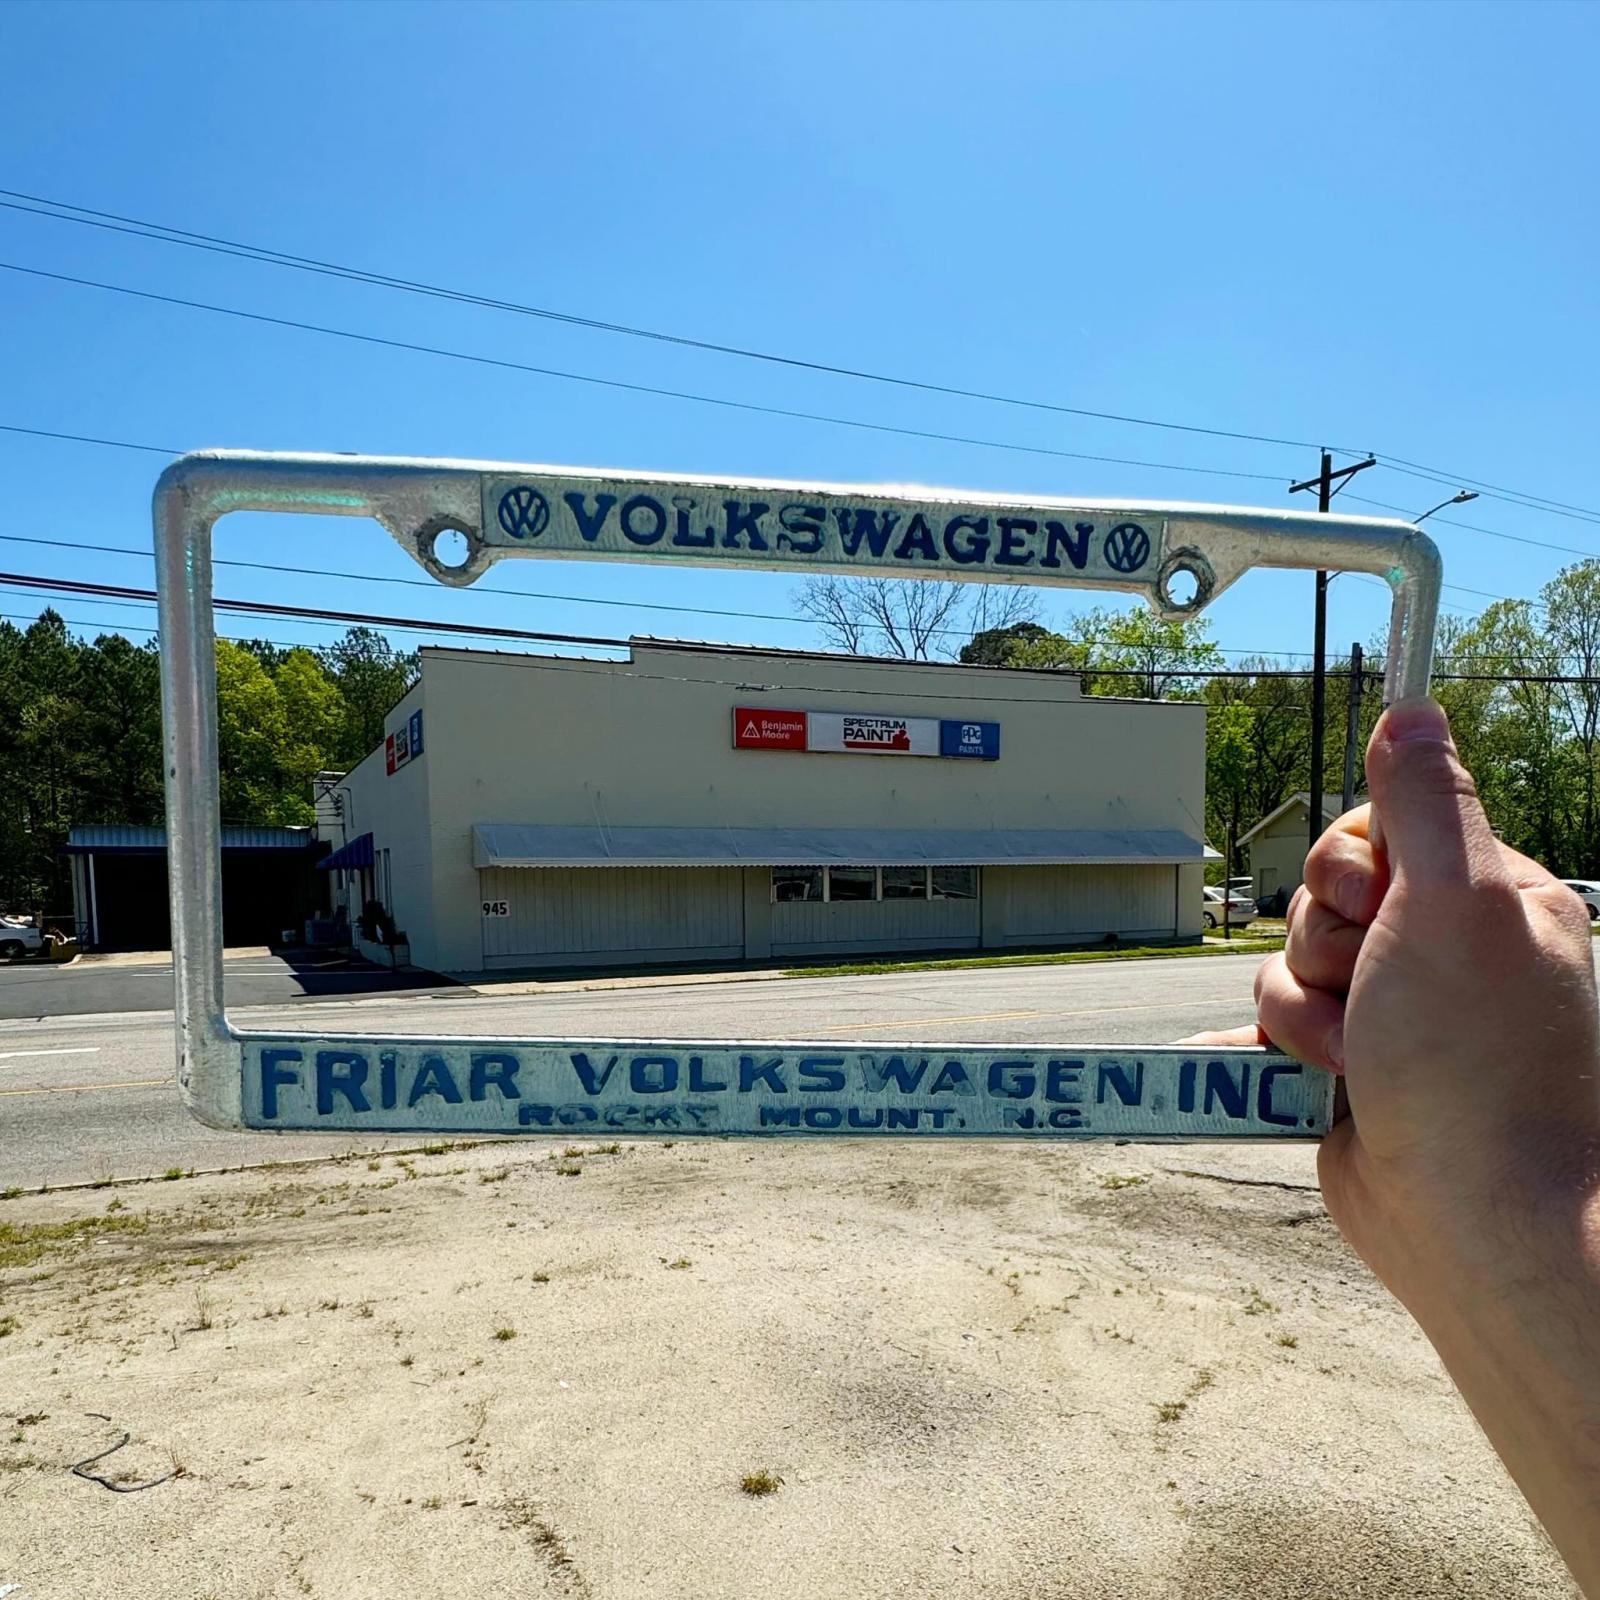 VOLKSWAGEN
Benjamin
Moore
SPECTRUM
PAINT
PPG
PAINTS
945
FRIAR VOLKSWAGEN INC.
ROCKY MOUNT, N.C.